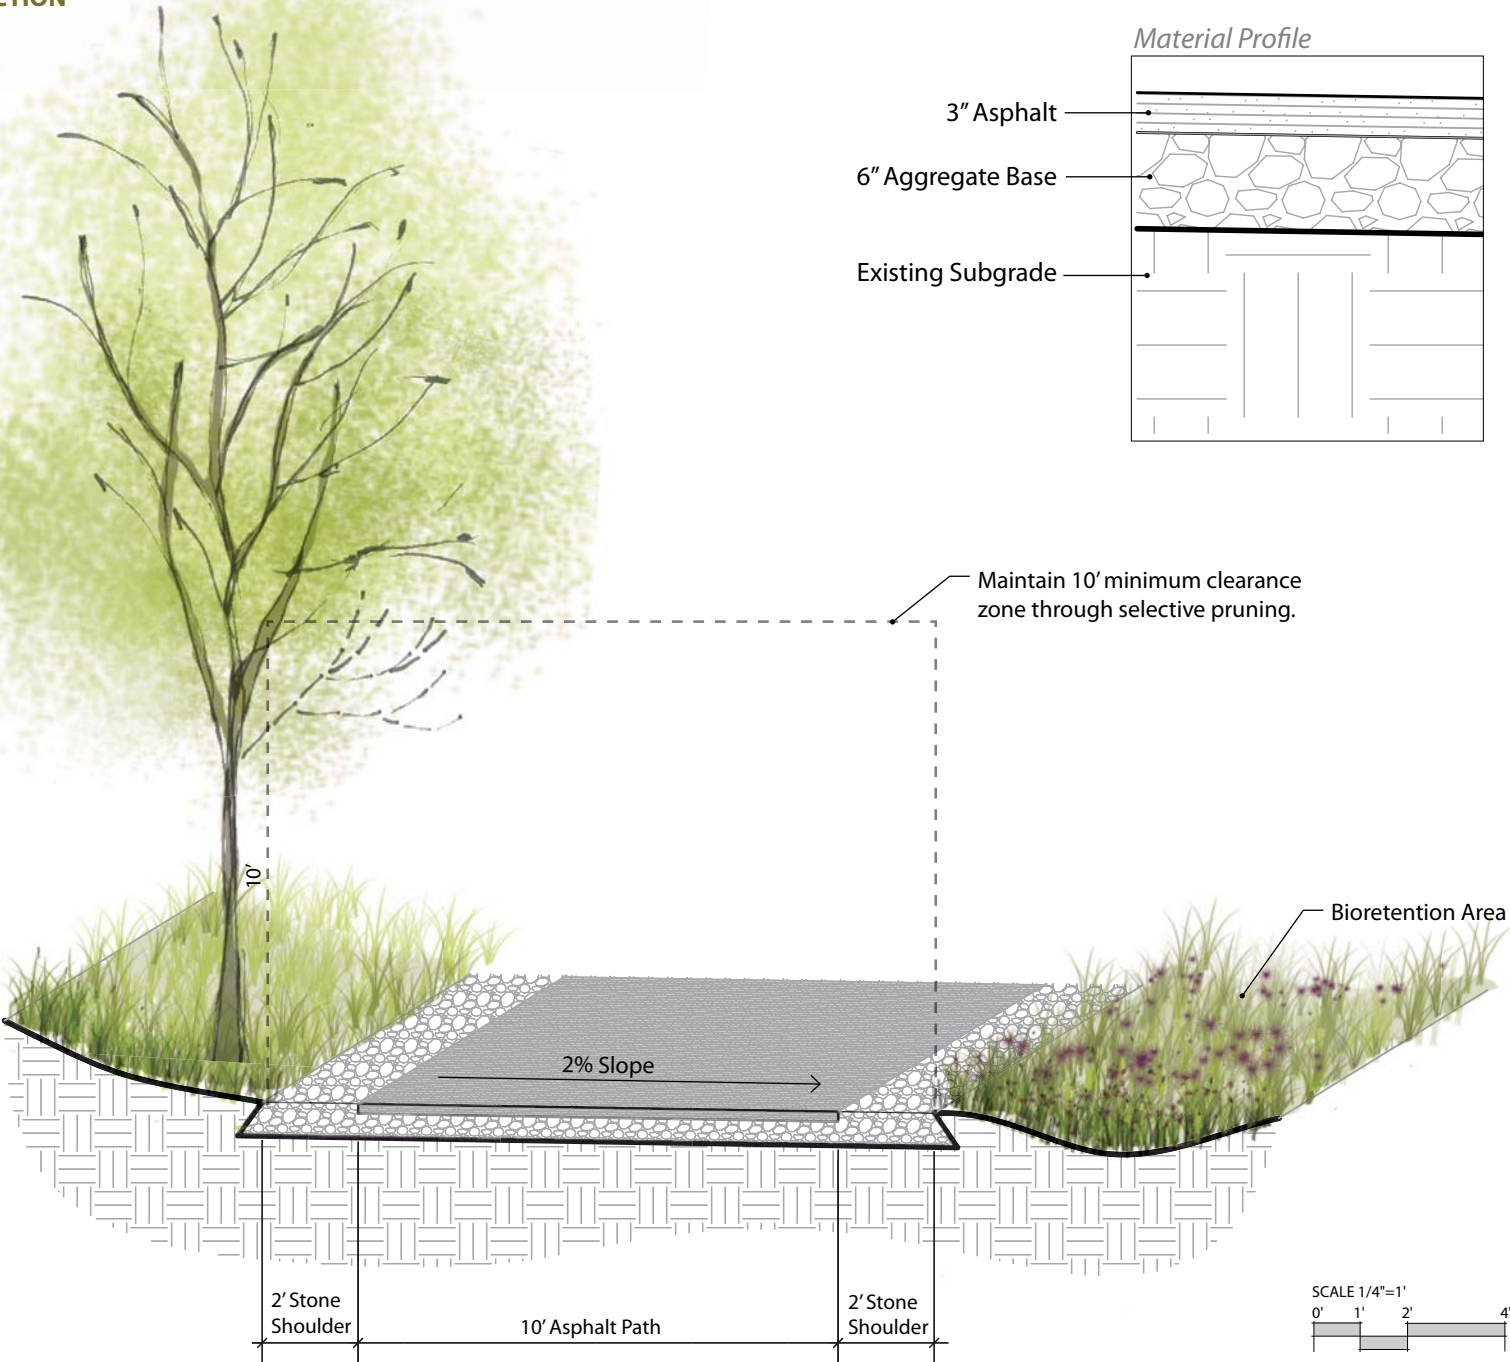 Material Profile
3" Asphalt
6" Aggregate Base
Existing Subgrade
Maintain 10' minimum clearance
zone through selective pruning.
10'
Bioretention Area
2% Slope
2' Stone
Shoulder
10' Asphalt Path
2' Stone
Shoulder
SCALE 1/4"=1'
0' 1' 2' 4'